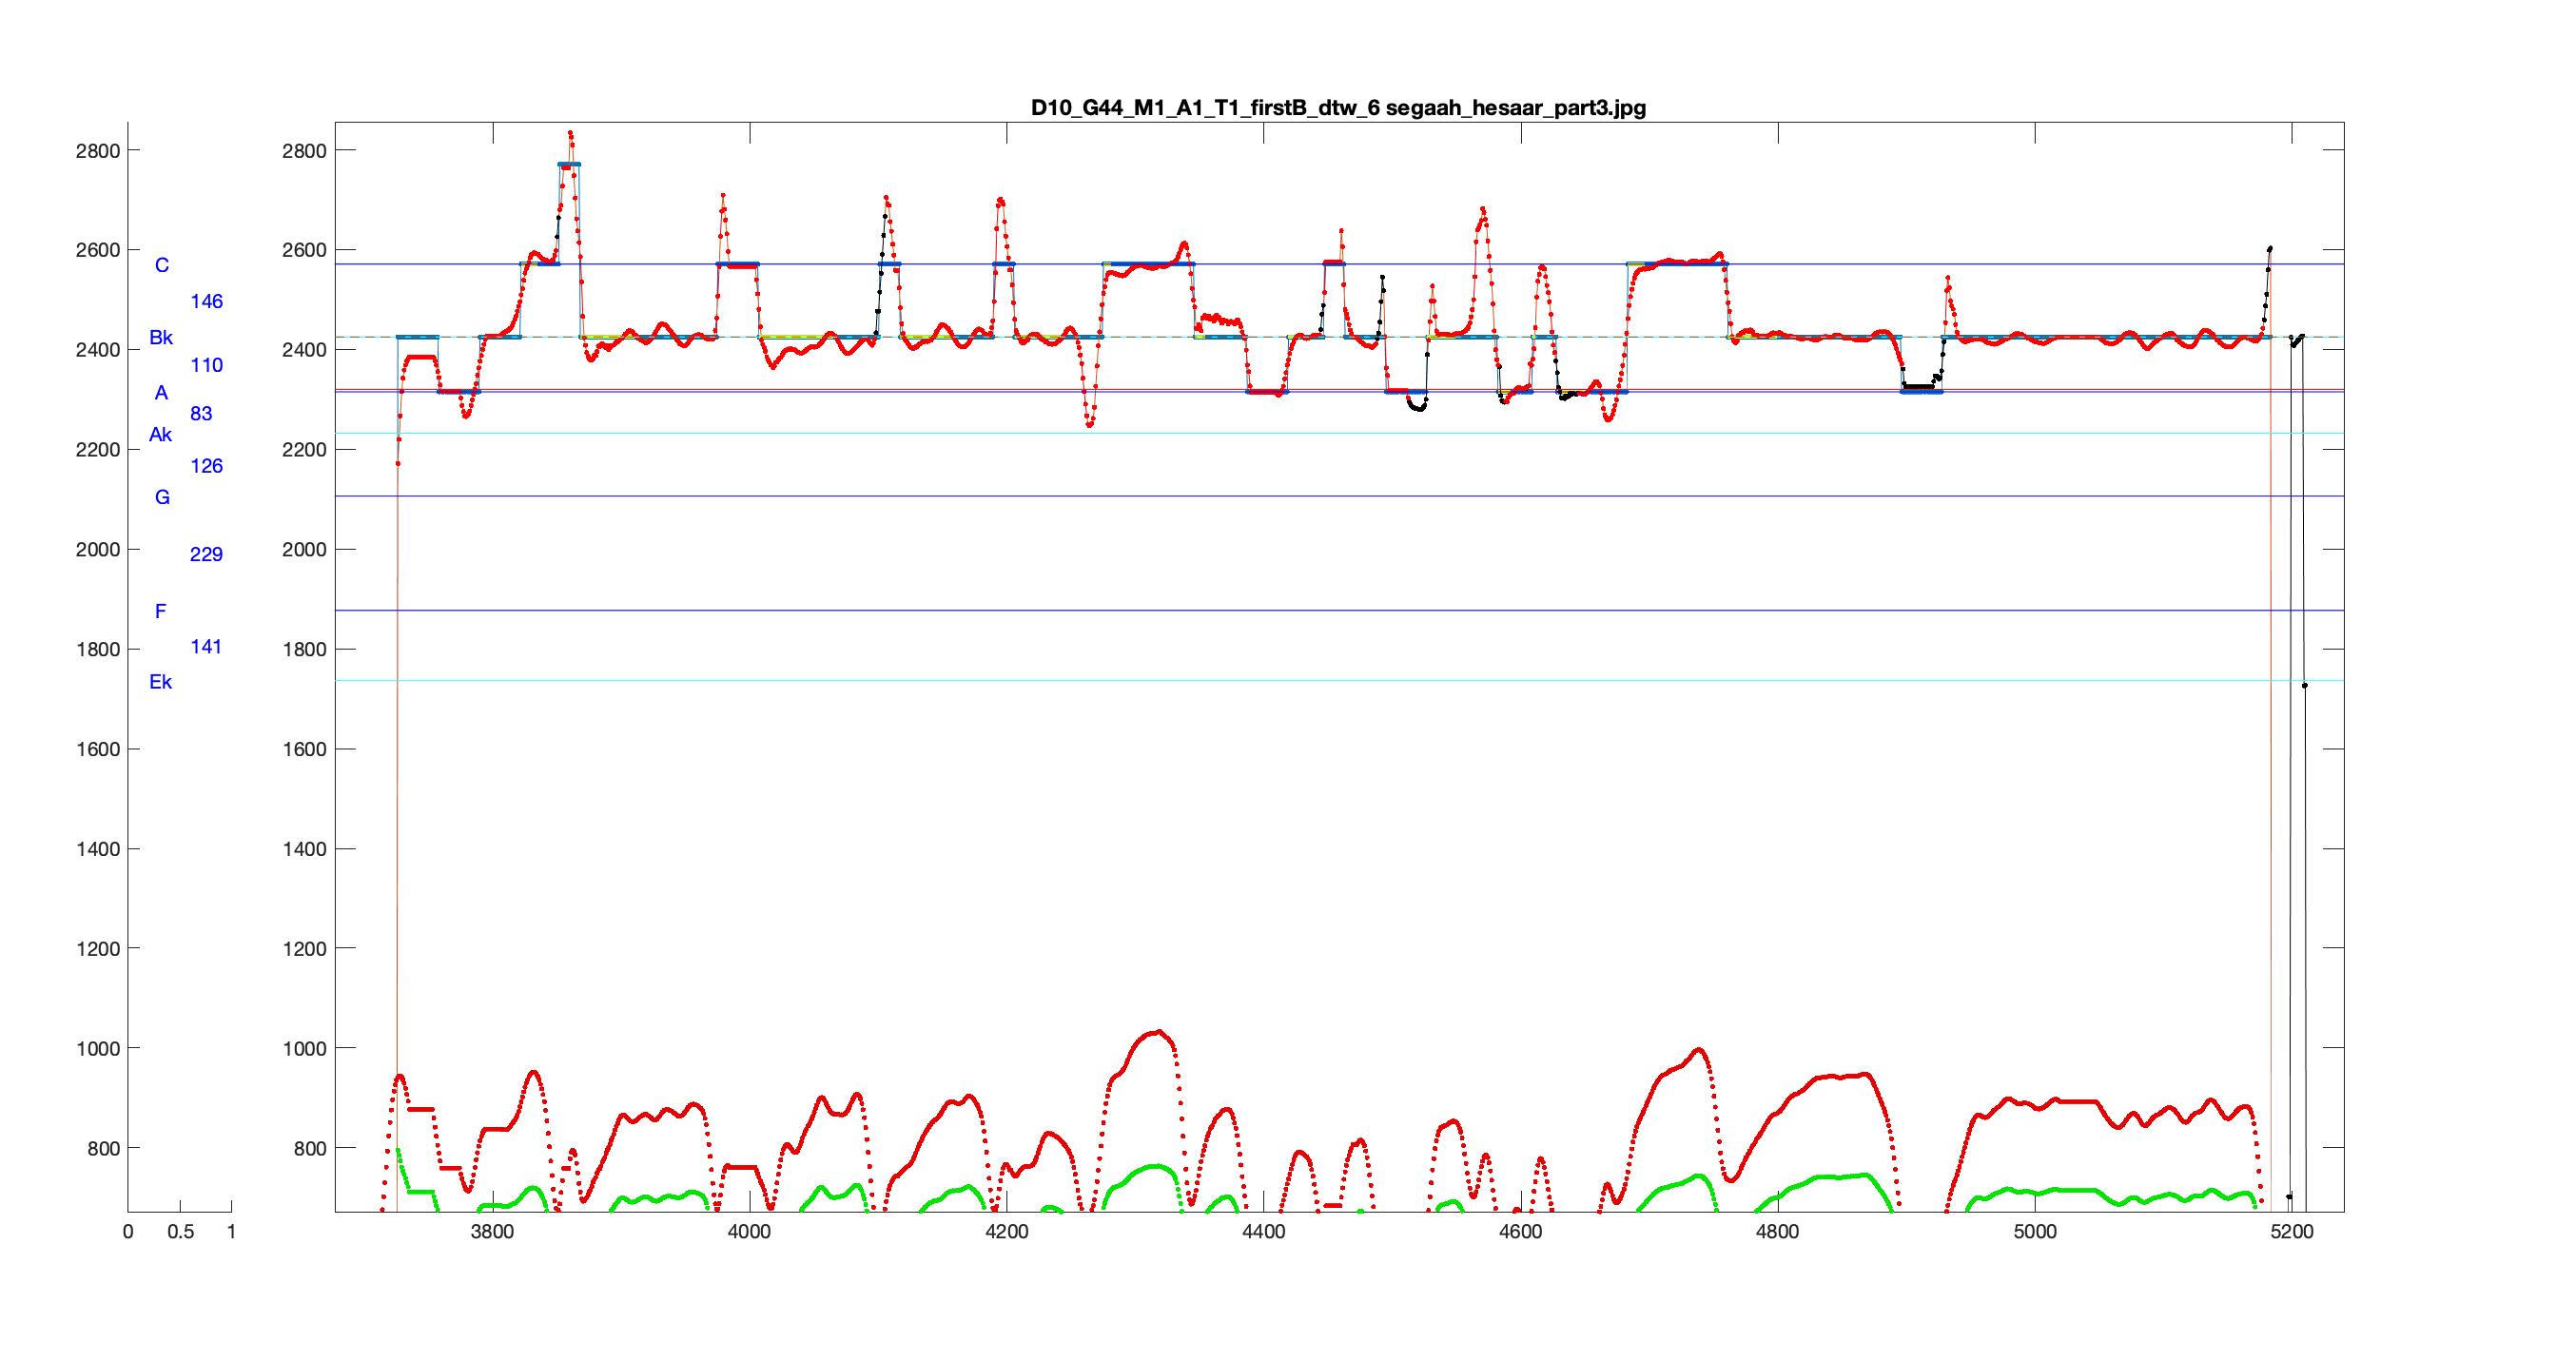 D10_G44_M1_A1_T1_firstB_dtw_6 segaah_hesaar_part3.jpg
2800 2800
2600 2600
C
146
Bk
2400 2400
110
A
83
Ak
2200 2200
126
G
2000 2000
229
F
141
1800 1800
Ek
1600 1600
1400 1400
1200 1200
1000 1000
800 800
0 0.5 1 3800 4000 4200 4400 4600 4800 5000 5200